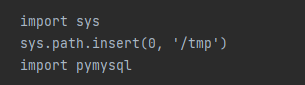 import sys
sys.path.insert(0, '/tmp')
import pymysql